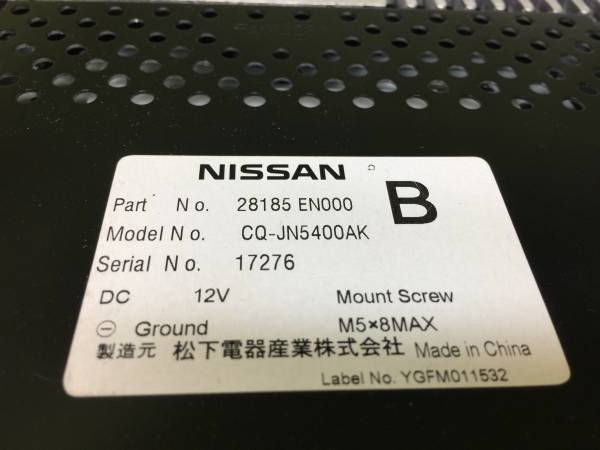 NISSAN
Part No. 28185 EN000 B
Model No. CQ-JN5400AK
Serial No. 17276
DC 12V Mount Screw
⊖ Ground M5×8MAX
製造元 松下電器産業株式会社 Made in China
Label No. YGFM011532